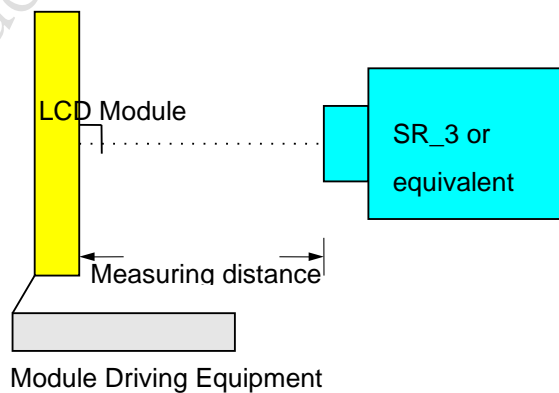 LCD Module
SR_3 or
equivalent
Measuring distance
Module Driving Equipment